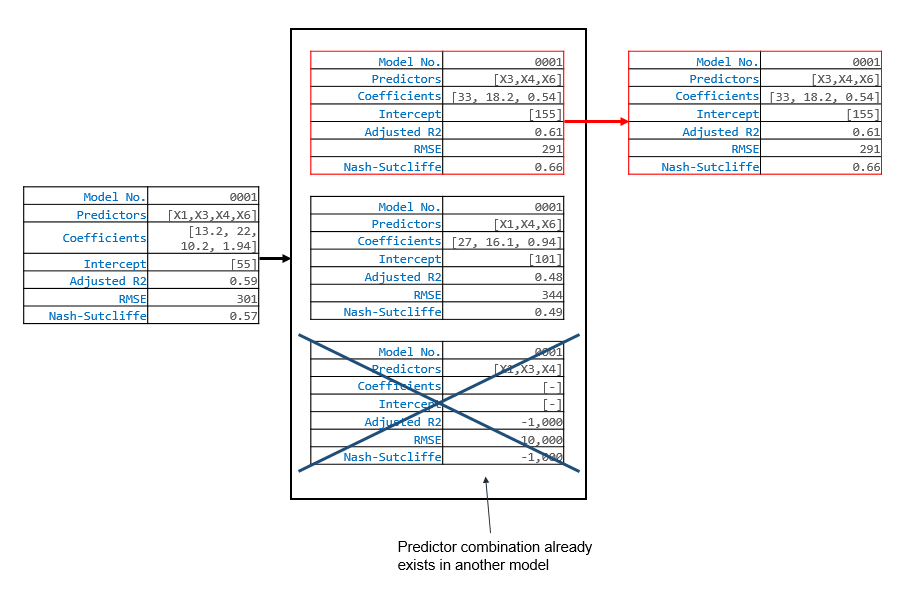 Model No. 0001
Predictors [X1,X3,X4,X6]
Coefficients [13.2, 22,
10.2, 1.94]
Intercept [55]
Adjusted R2 0.59
RMSE 301
Nash-Sutcliffe 0.57
Model No. 0001
Predictors [X3,X4,X6]
Coefficients [33, 18.2, 0.54]
Intercept [155]
Adjusted R2 0.61
RMSE 291
Nash-Sutcliffe 0.66
Model No. 0001
Predictors [X1,X4,X6]
Coefficients [27, 16.1, 0.94]
Intercept [101]
Adjusted R2 0.48
RMSE 344
Nash-Sutcliffe 0.49
Model No. 0001
Predictors [X1,X3,X4]
Coefficients [-]
Intercept [-]
Adjusted R2 -1,000
RMSE 10,000
Nash-Sutcliffe -1,000
Predictor combination already
exists in another model
Model No. 0001
Predictors [X3,X4,X6]
Coefficients [33, 18.2, 0.54]
Intercept [155]
Adjusted R2 0.61
RMSE 291
Nash-Sutcliffe 0.66